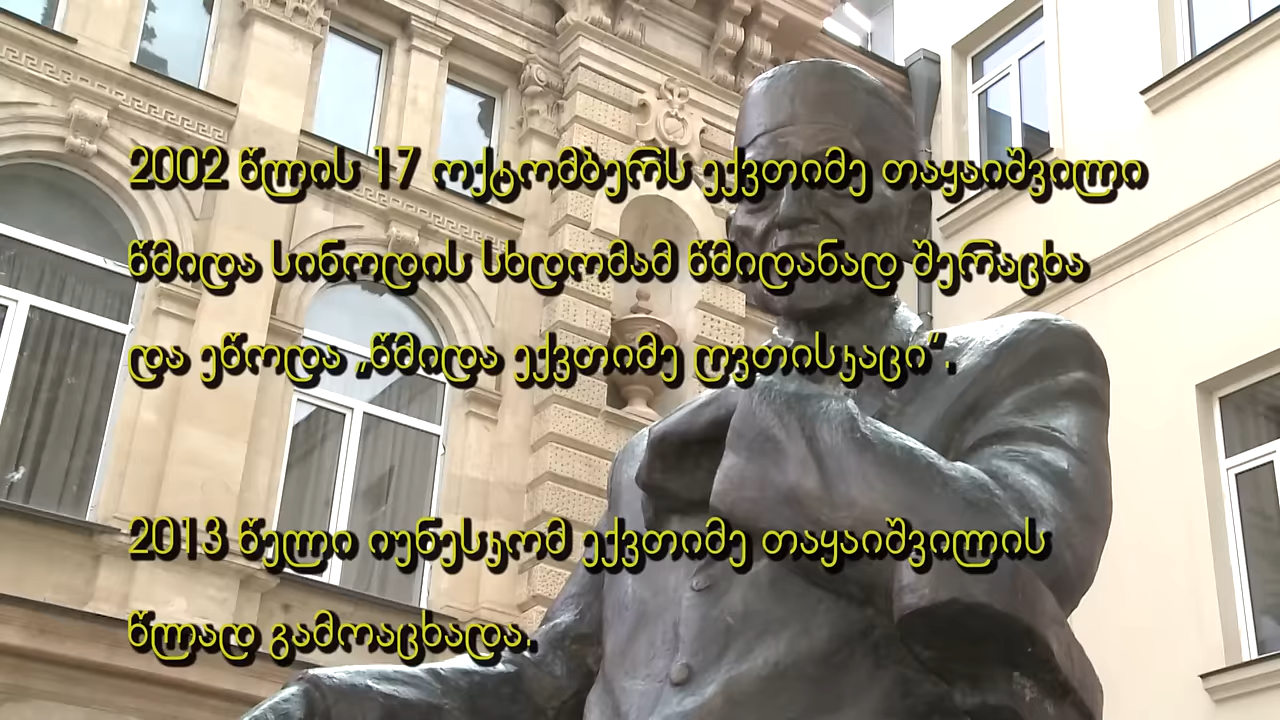 2002 წლის 17 ოქტომბერს ექვთიმე თაყაიშვილი
წმიდა სინოდის სხდომამ წმიდანად შერაცხა
და ეწოდა „წმიდა ექვთიმე ღვთისკაცი”.
2013 წელი იუნესკომ ექვთიმე თაყაიშვილის
წლად გამოაცხადა.